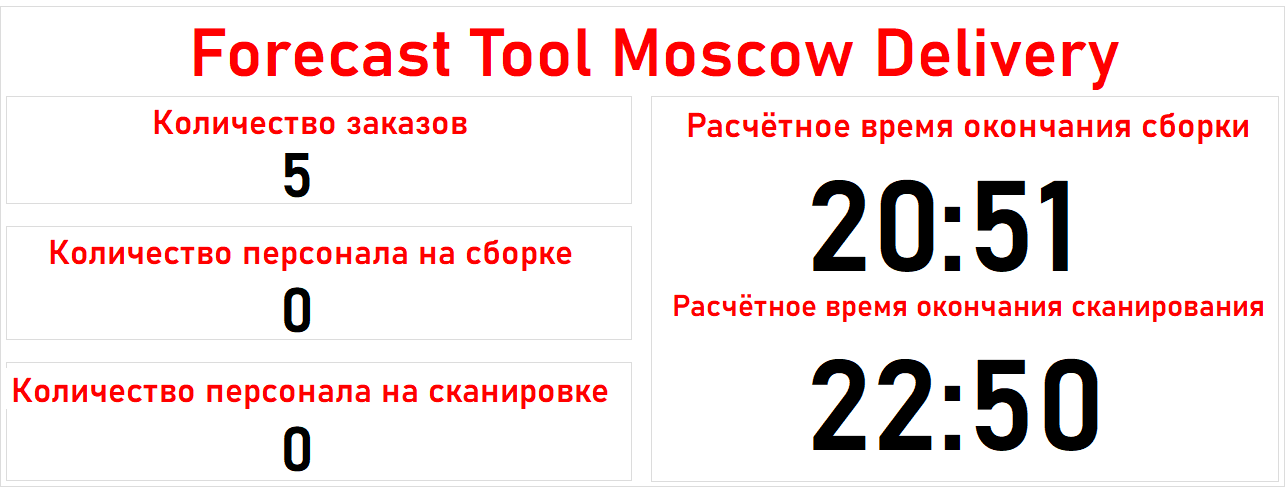 Forecast Tool Moscow Delivery
Количество заказов
5
Количество персонала на сборке
0
Количество персонала на сканировке
0
Расчётное время окончания сборки
20:51
Расчётное время окончания сканирования
22:50